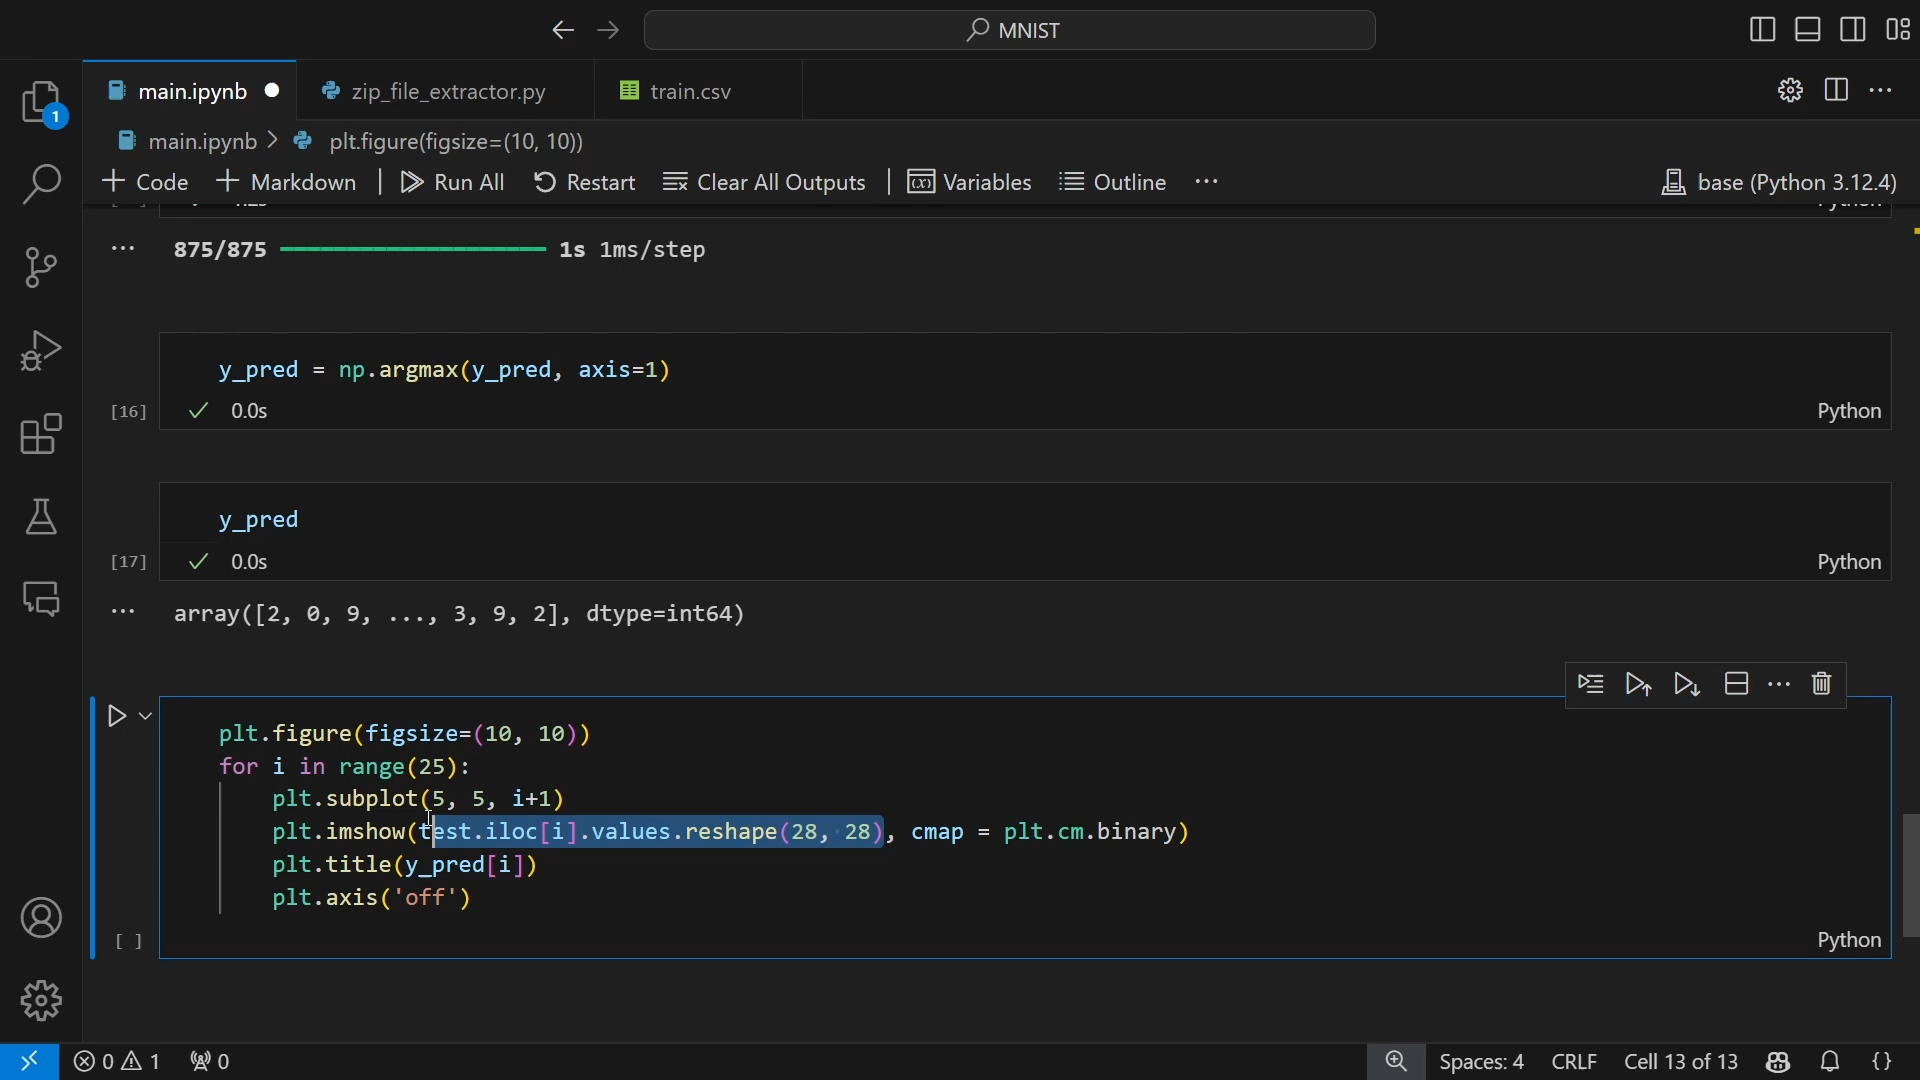 MNIST
main.ipynb
zip_file_extractor.py
train.csv
1
main.ipynb > plt.figure(figsize=(10, 10))
+ Code + Markdown | Run All Restart Clear All Outputs | Variables Outline ...
base (Python 3.12.4)
... 875/875 1s 1ms/step
y_pred = np.argmax(y_pred, axis=1)
[16] ✓ 0.0s Python
y_pred
[17] ✓ 0.0s Python
... array([2, 0, 9, ..., 3, 9, 2], dtype=int64)
plt.figure(figsize=(10, 10))
for i in range(25):
    plt.subplot(5, 5, i+1)
    plt.imshow(test.iloc[i].values.reshape(28, 28), cmap = plt.cm.binary)
    plt.title(y_pred[i])
    plt.axis('off')
[ ] Python
0 1 0 Spaces: 4 CRLF Cell 13 of 13 {}